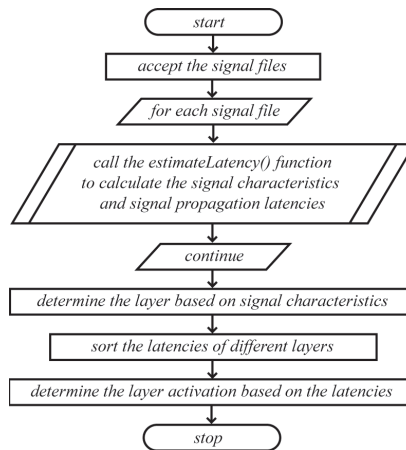 start
accept the signal files
for each signal file
call the estimateLatency() function
to calculate the signal characteristics
and signal propagation latencies
continue
determine the layer based on signal characteristics
sort the latencies of different layers
determine the layer activation based on the latencies
stop